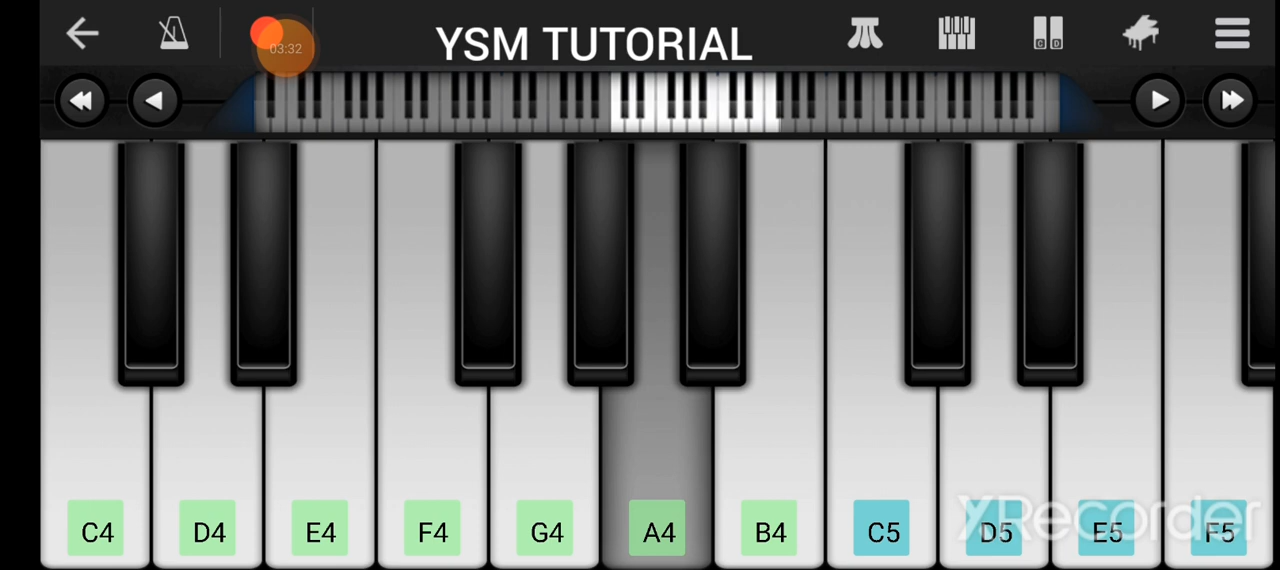 YSM TUTORIAL
03:32
C D
C4 D4 E4 F4 G4 A4 B4 C5 D5 E5 F5
XRecorder